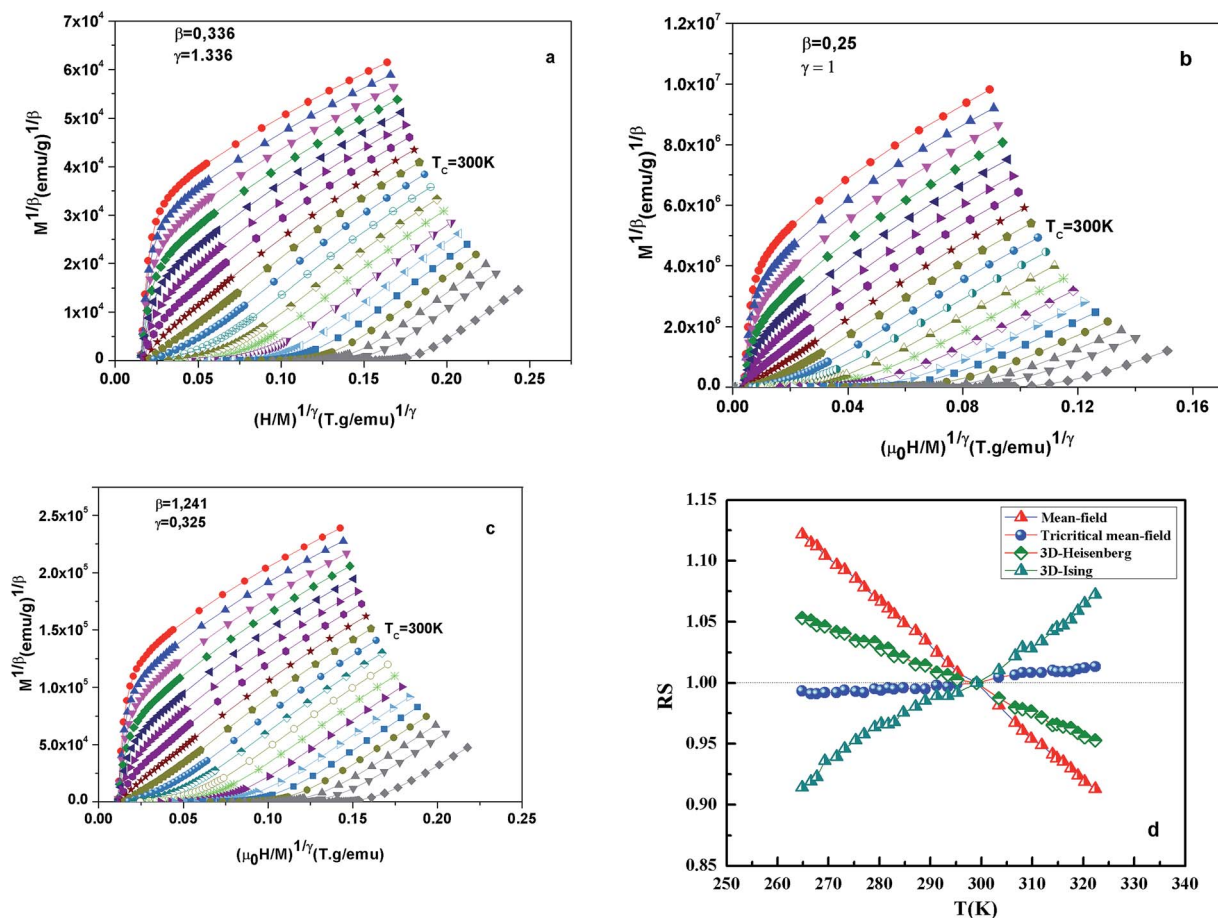 7x10⁴
6x10⁴
5x10⁴
4x10⁴
3x10⁴
2x10⁴
1x10⁴
0
M^1/β(emu/g)^1/β
β=0,336
γ=1.336
a
T_C=300K
0.00 0.05 0.10 0.15 0.20 0.25
(H/M)^1/γ(T.g/emu)^1/γ
1.2x10⁷
1.0x10⁷
8.0x10⁶
6.0x10⁶
4.0x10⁶
2.0x10⁶
0.0
M^1/β(emu/g)^1/β
β=0,25
γ = 1
b
T_C=300K
0.00 0.04 0.08 0.12 0.16
(μ₀H/M)^1/γ(T.g/emu)^1/γ
2.5x10⁵
2.0x10⁵
1.5x10⁵
1.0x10⁵
5.0x10⁴
0.0
M^1/β(emu/g)^1/β
β=1,241
γ=0,325
c
T_C=300K
0.00 0.05 0.10 0.15 0.20 0.25
(μ₀H/M)^1/γ(T.g/emu)
1.15
1.10
1.05
1.00
0.95
0.90
0.85
RS
Mean-field
Tricritical mean-field
3D-Heisenberg
3D-Ising
d
250 260 270 280 290 300 310 320 330 340
T(K)